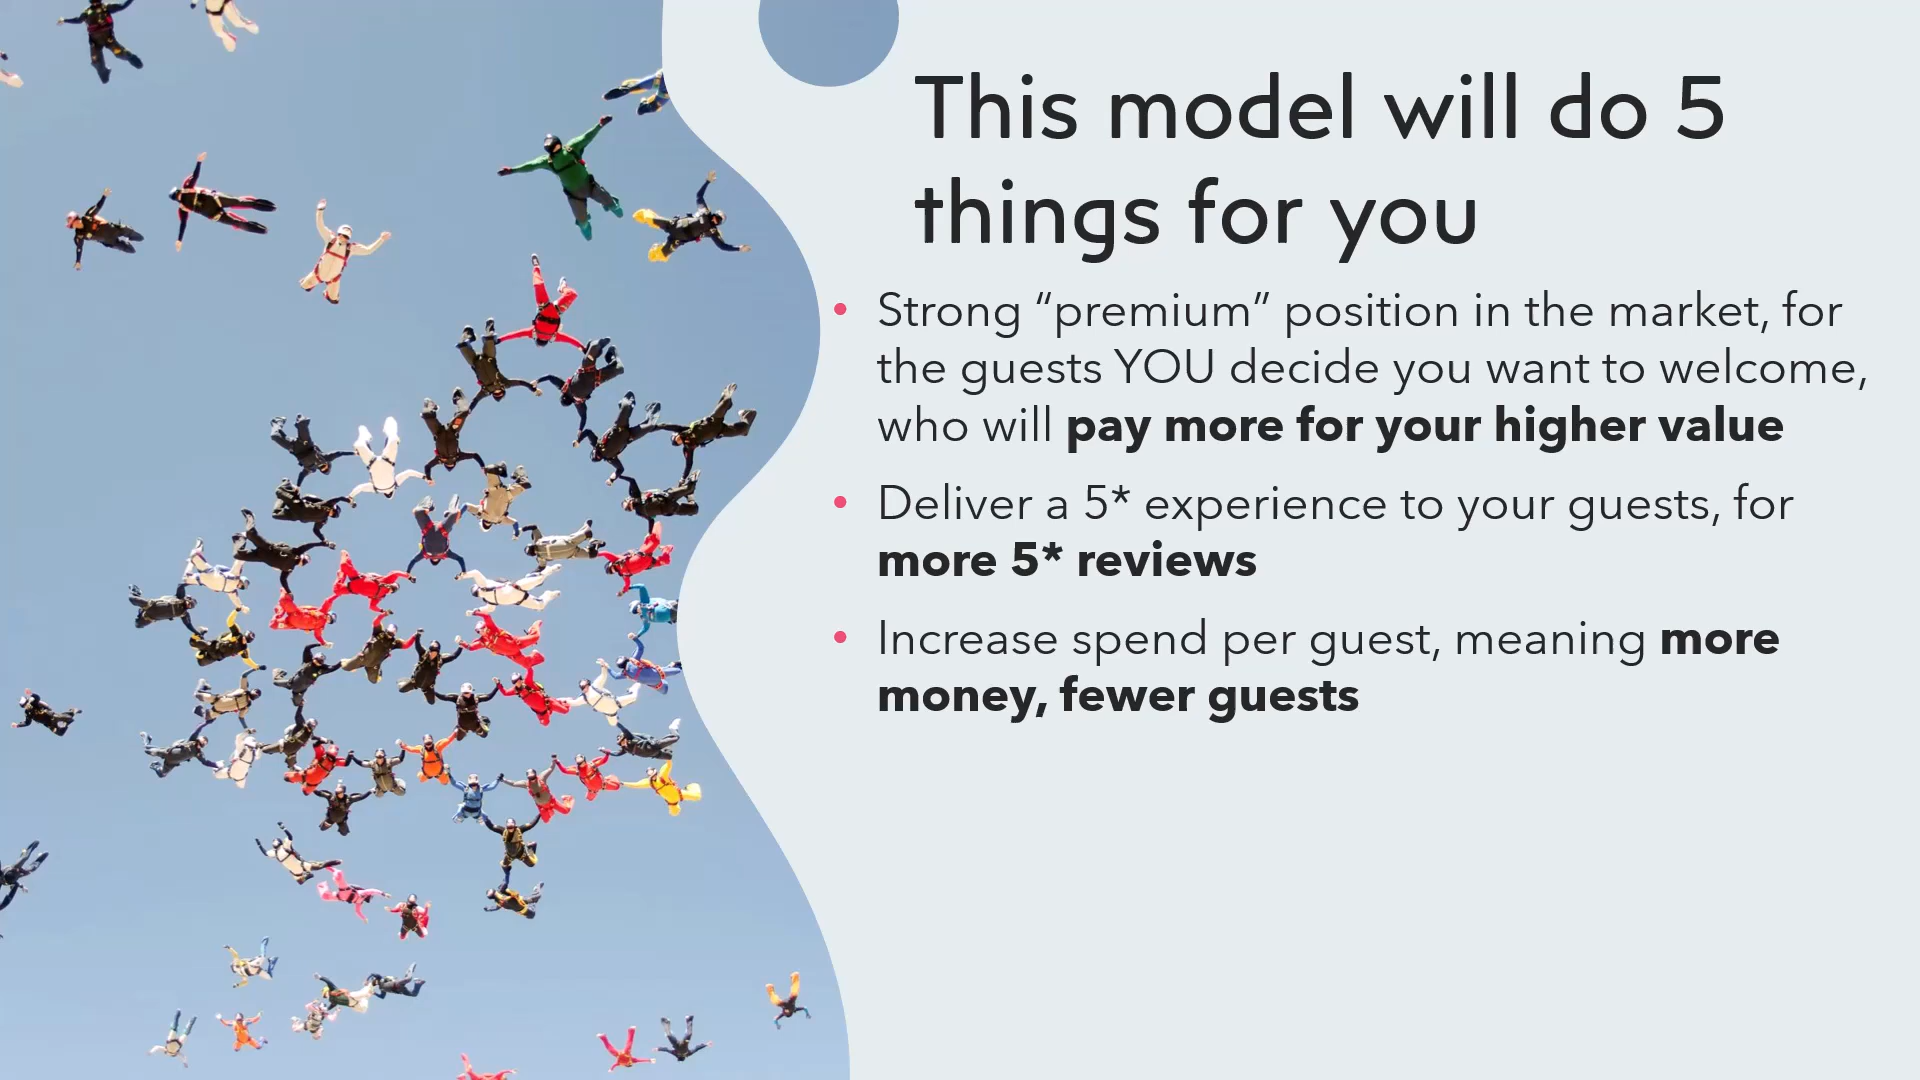 This model will do 5
things for you
• Strong “premium” position in the market, for
the guests YOU decide you want to welcome,
who will pay more for your higher value
• Deliver a 5* experience to your guests, for
more 5* reviews
• Increase spend per guest, meaning more
money, fewer guests